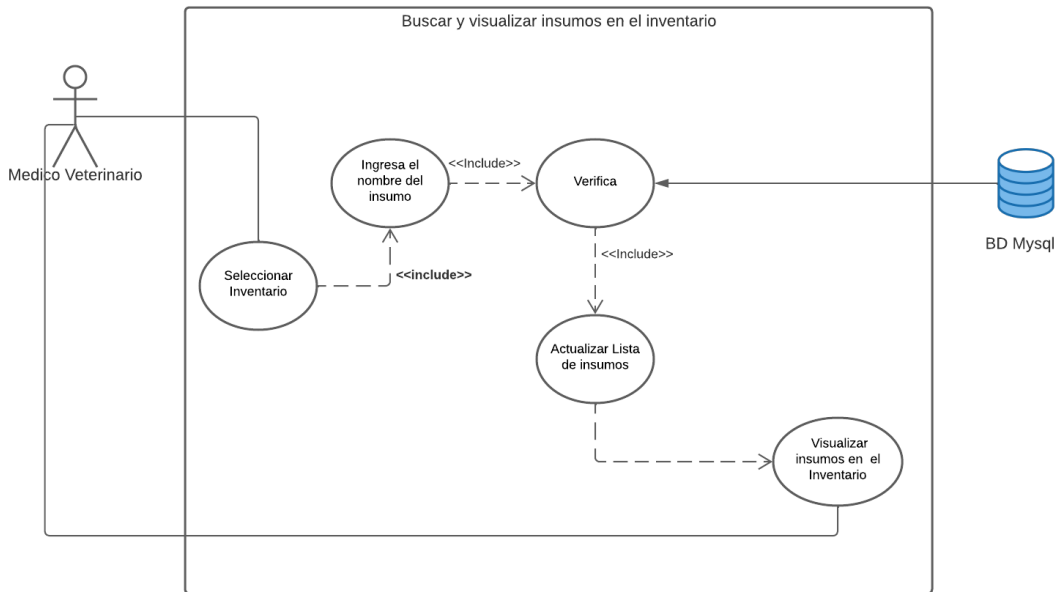 Buscar y visualizar insumos en el inventario
Medico Veterinario
Ingresa el
nombre del
insumo
<<Include>>
Verifica
BD Mysql
Seleccionar
Inventario
<<include>>
<<Include>>
Actualizar Lista
de insumos
Visualizar
insumos en  el
Inventario